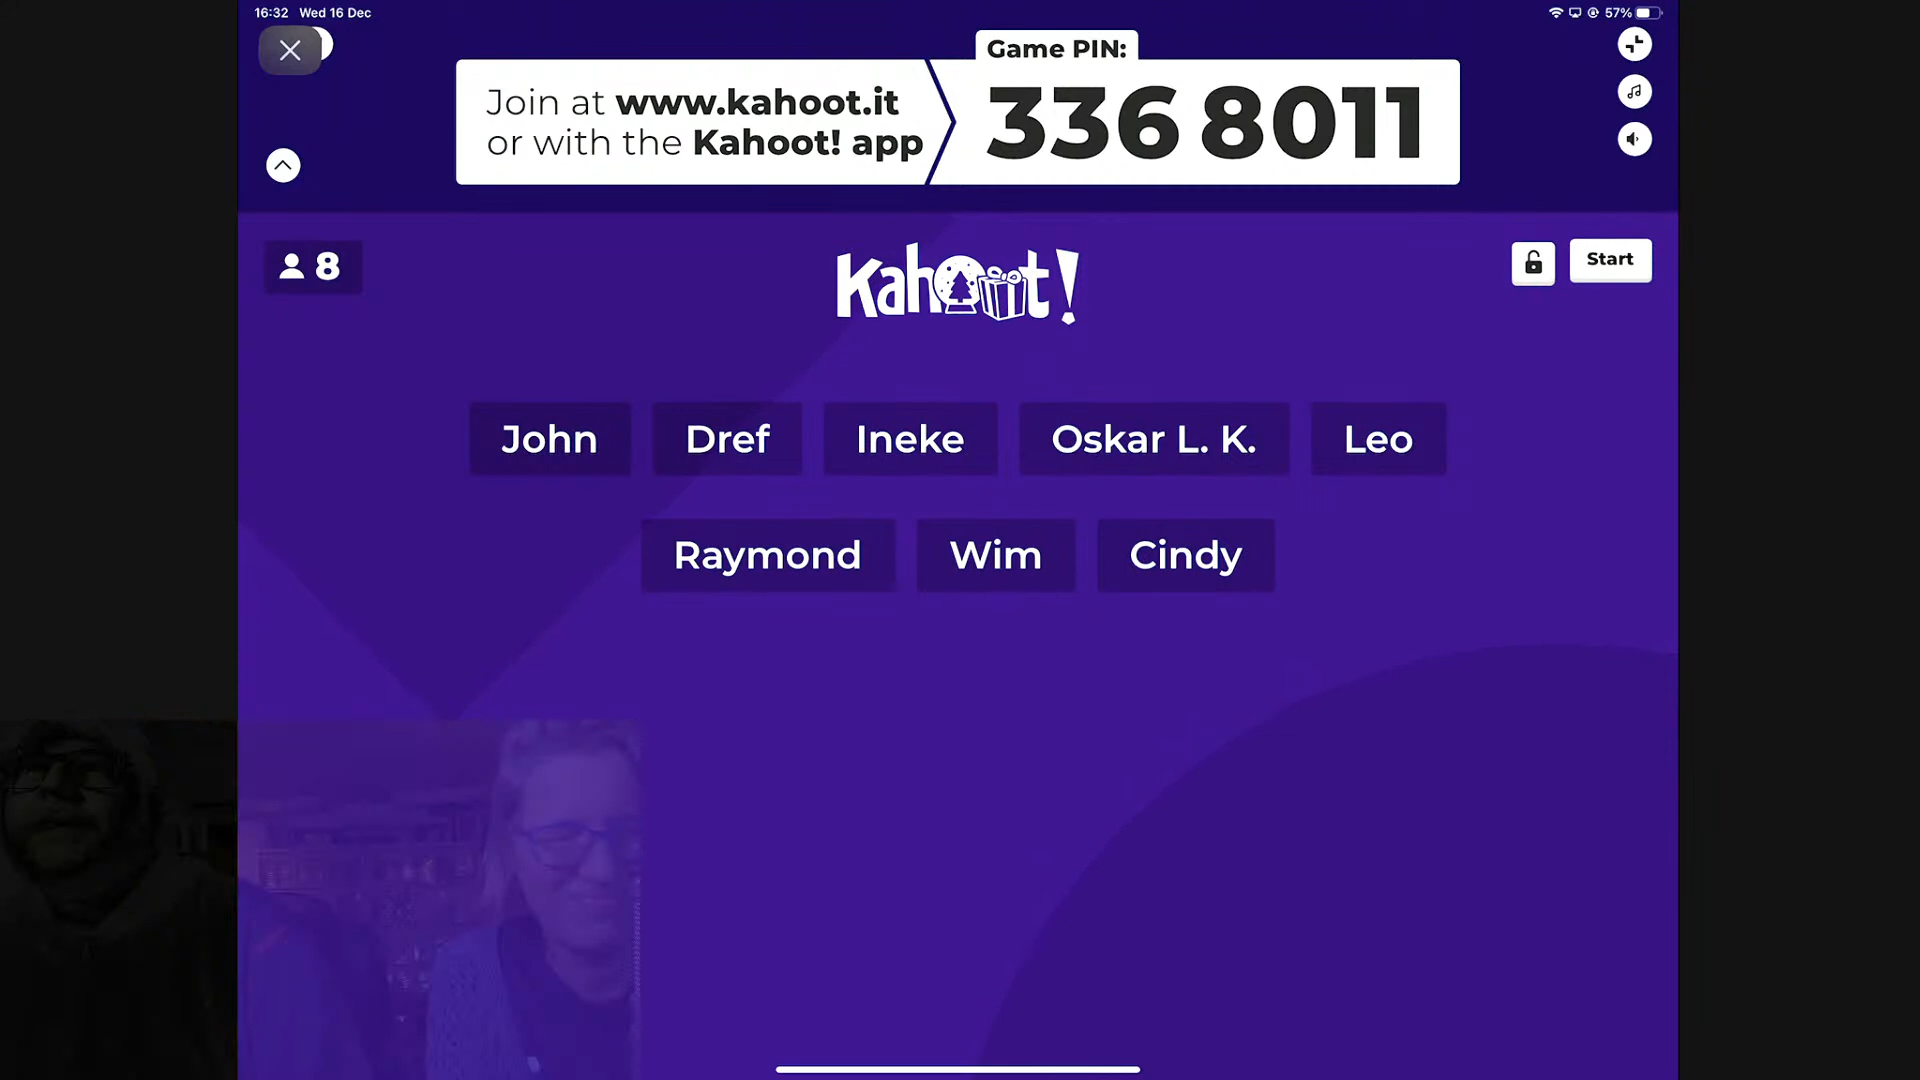 16:32 Wed 16 Dec
57%
Game PIN:
Join at www.kahoot.it
or with the Kahoot! app
336 8011
8
Kahoot!
Start
John
Dref
Ineke
Oskar L. K.
Leo
Raymond
Wim
Cindy